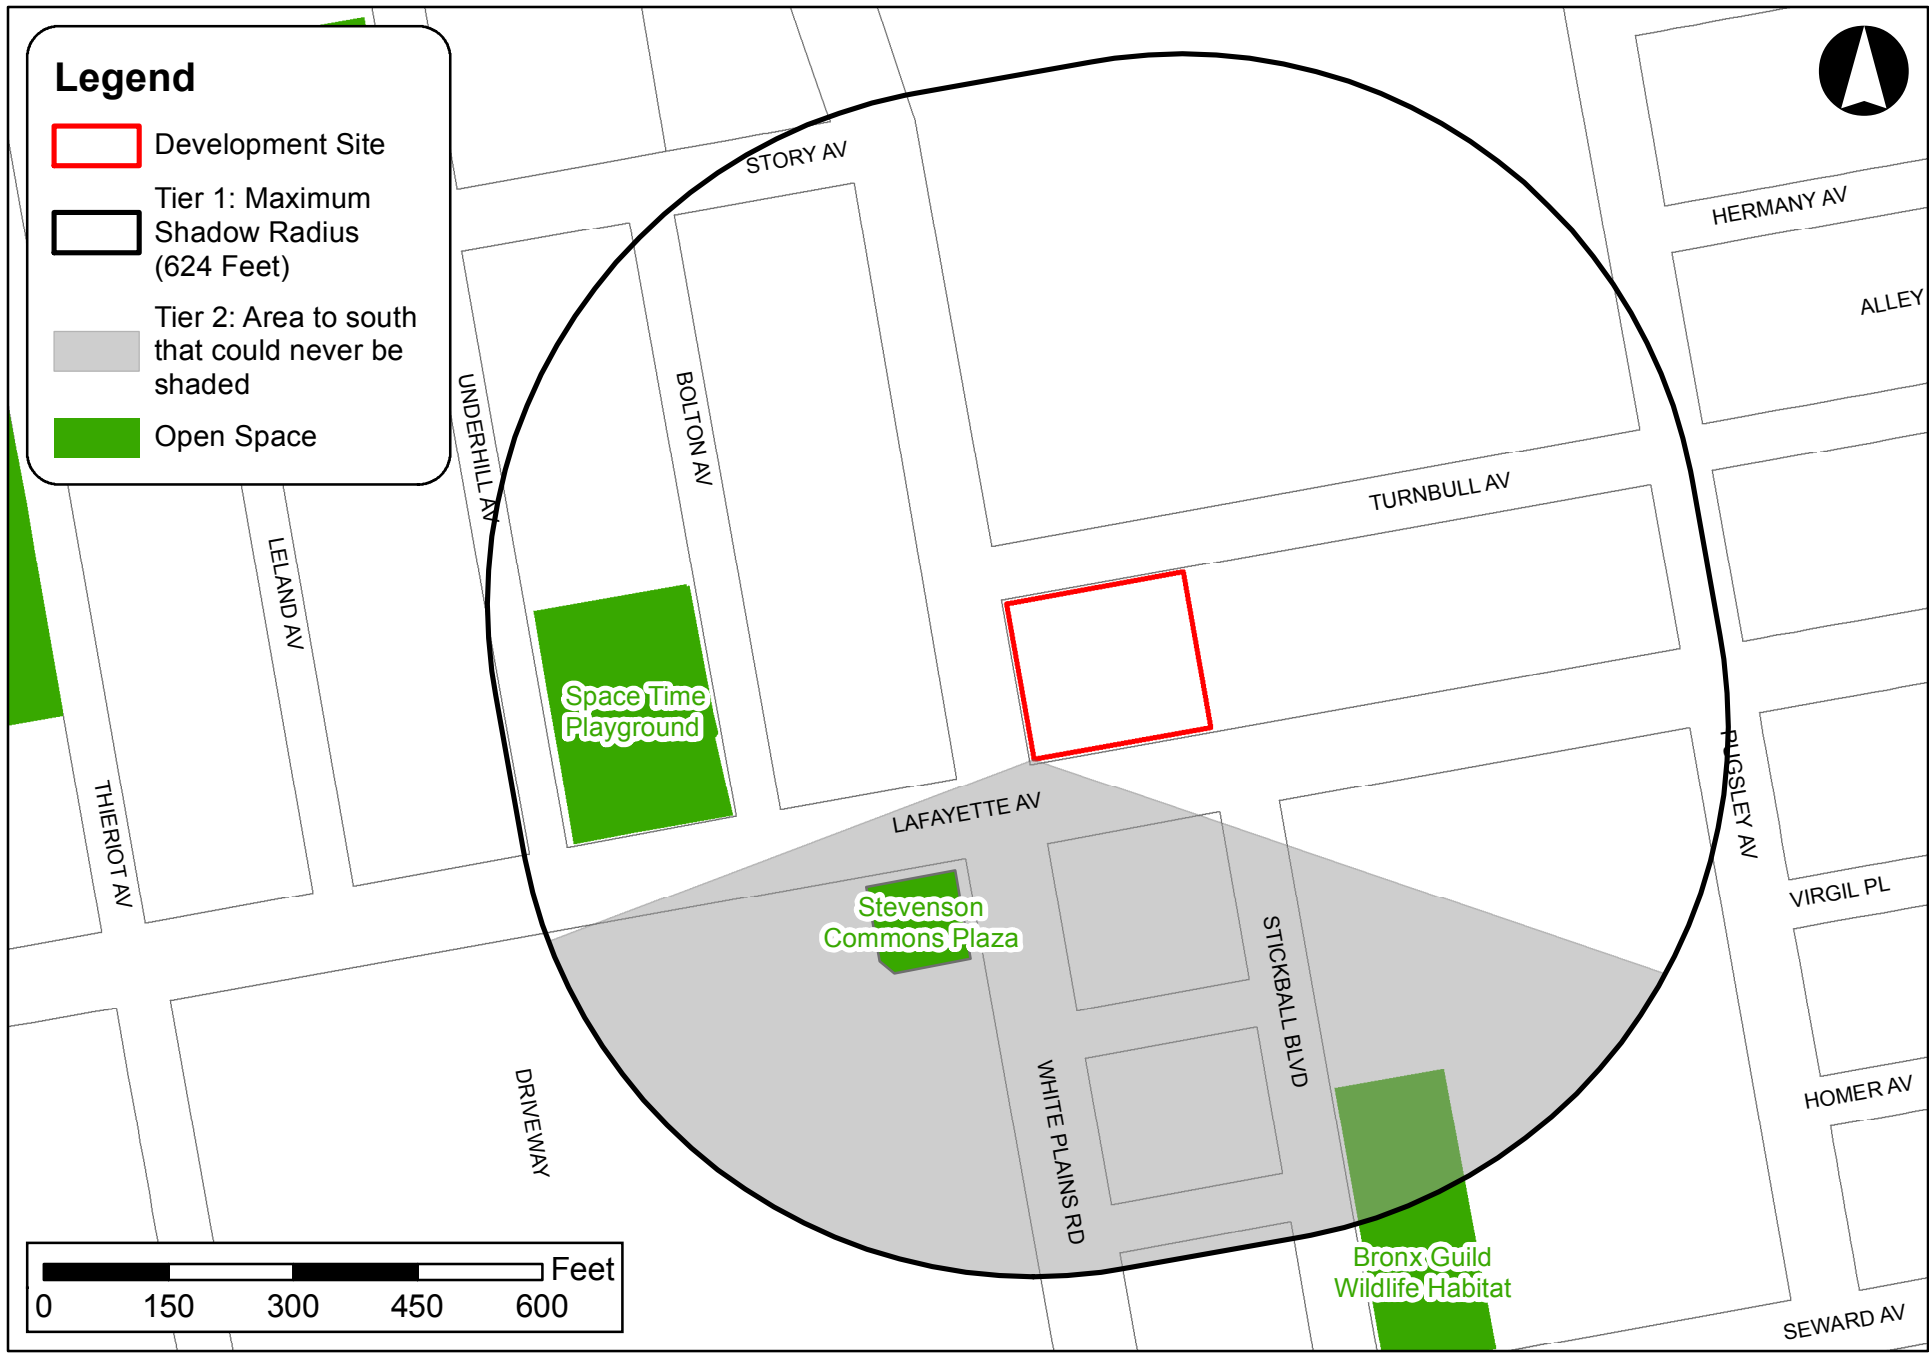 Legend
Development Site
Tier 1: Maximum
Shadow Radius
(624 Feet)
Tier 2: Area to south
that could never be
shaded
Open Space
STORY AV
HERMANY AV
ALLEY
UNDERHILL AV
BOLTON AV
TURNBULL AV
LELAND AV
Space Time
Playground
THIERIOT AV
LAFAYETTE AV
PUGSLEY AV
VIRGIL PL
Stevenson
Commons Plaza
STICKBALL BLVD
DRIVEWAY
WHITE PLAINS RD
HOMER AV
Bronx Guild
Wildlife Habitat
SEWARD AV
Feet
0 150 300 450 600